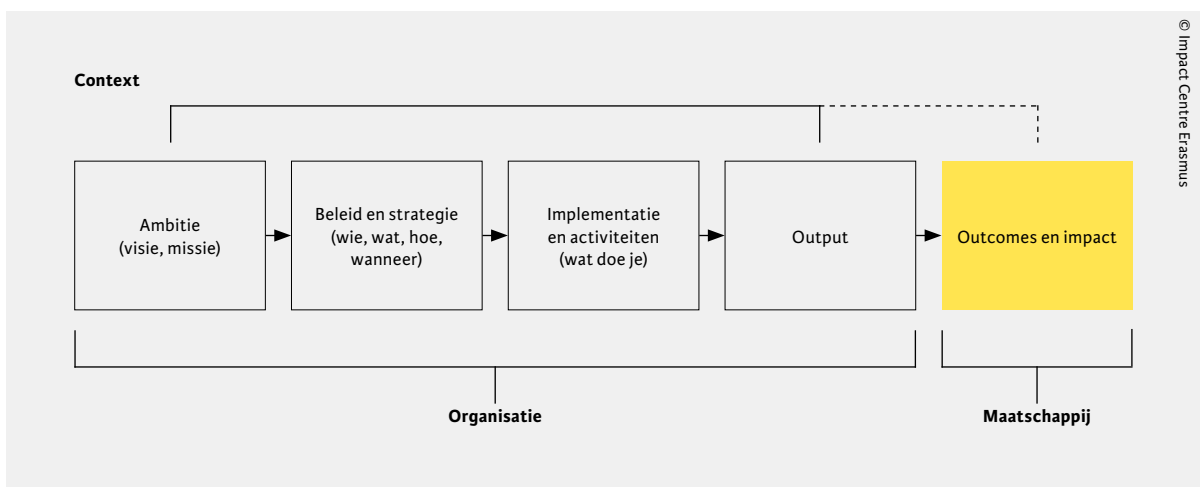 © Impact Centre Erasmus
Context
Ambitie
(visie, missie)
Beleid en strategie
(wie, wat, hoe,
wanneer)
Implementatie
en activiteiten
(wat doe je)
Output
Outcomes en impact
Organisatie
Maatschappij